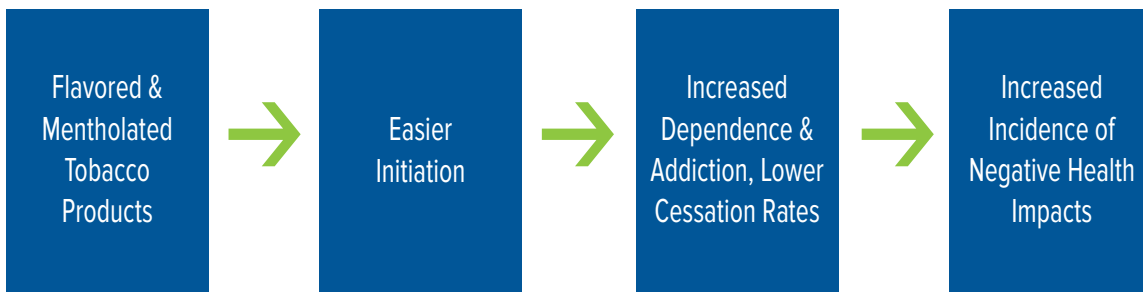 Flavored &
Mentholated
Tobacco
Products
Easier
Initiation
Increased
Dependence &
Addiction, Lower
Cessation Rates
Increased
Incidence of
Negative Health
Impacts